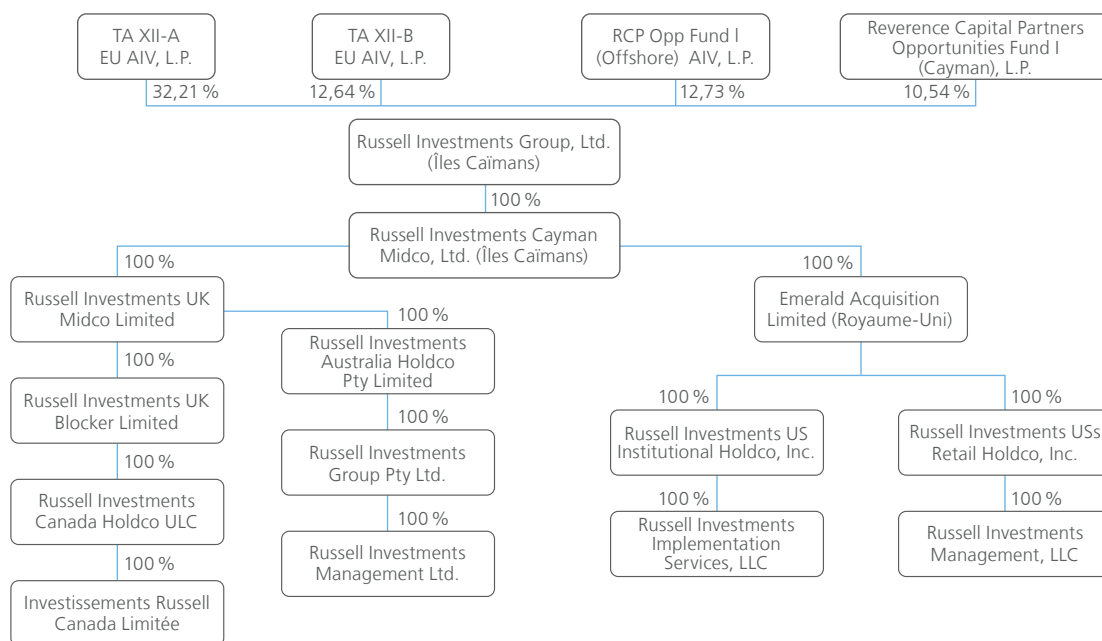 TA XII-A
EU AIV, L.P.
TA XII-B
EU AIV, L.P.
RCP Opp Fund I
(Offshore) AIV, L.P.
Reverence Capital Partners
Opportunities Fund I
(Cayman), L.P.
32,21 %
12,64 %
12,73 %
10,54 %
Russell Investments Group, Ltd.
(Îles Caïmans)
100 %
Russell Investments Cayman
Midco, Ltd. (Îles Caïmans)
100 %
100 %
Russell Investments UK
Midco Limited
Emerald Acquisition
Limited (Royaume-Uni)
100 %
Russell Investments
Australia Holdco
Pty Limited
100 %
Russell Investments UK
Blocker Limited
100 %
100 %
100 %
Russell Investments
Group Pty Ltd.
Russell Investments US
Institutional Holdco, Inc.
Russell Investments USs
Retail Holdco, Inc.
100 %
Russell Investments
Canada Holdco ULC
100 %
100 %
100 %
Russell Investments
Management Ltd.
Russell Investments
Implementation
Services, LLC
Russell Investments
Management, LLC
100 %
Investissements Russell
Canada Limitée